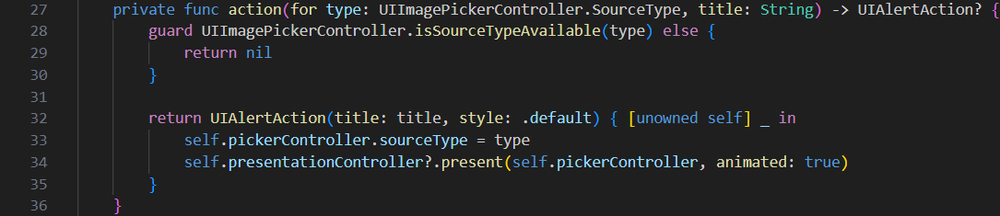 27 private func action(for type: UIImagePickerController.SourceType, title: String) -> UIAlertAction? {
28 guard UIImagePickerController.isSourceTypeAvailable(type) else {
29 return nil
30 }
31
32 return UIAlertAction(title: title, style: .default) { [unowned self] _ in
33 self.pickerController.sourceType = type
34 self.presentationController?.present(self.pickerController, animated: true)
35 }
36 }